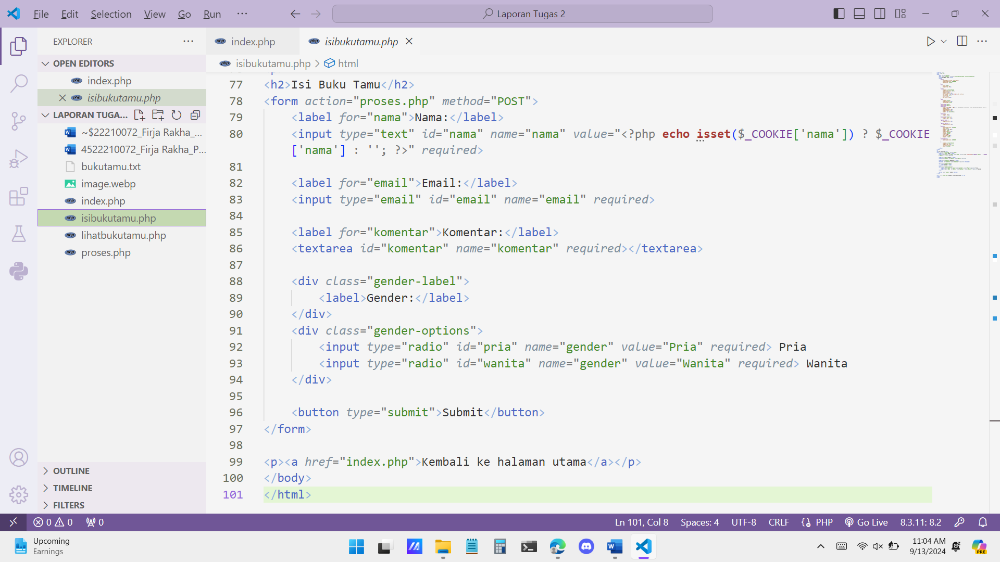 File Edit Selection View Go Run ··· Laporan Tugas 2
EXPLORER ···
OPEN EDITORS
index.php
isibukutamu.php
LAPORAN TUGA...
~$22210072_Firja Rakha_...
4522210072_Firja Rakha_P...
bukutamu.txt
image.webp
index.php
isibukutamu.php
lihatbukutamu.php
proses.php
OUTLINE
TIMELINE
FILTERS
index.php isibukutamu.php
isibukutamu.php > html
77 <h2>Isi Buku Tamu</h2>
78 <form action="proses.php" method="POST">
79 <label for="nama">Nama:</label>
80 <input type="text" id="nama" name="nama" value="<?php echo isset($_COOKIE['nama']) ? $_COOKIE
['nama'] : ''; ?>" required>
81
82 <label for="email">Email:</label>
83 <input type="email" id="email" name="email" required>
84
85 <label for="komentar">Komentar:</label>
86 <textarea id="komentar" name="komentar" required></textarea>
87
88 <div class="gender-label">
89 <label>Gender:</label>
90 </div>
91 <div class="gender-options">
92 <input type="radio" id="pria" name="gender" value="Pria" required> Pria
93 <input type="radio" id="wanita" name="gender" value="Wanita" required> Wanita
94 </div>
95
96 <button type="submit">Submit</button>
97 </form>
98
99 <p><a href="index.php">Kembali ke halaman utama</a></p>
100 </body>
101 </html>
0 0 0 Ln 101, Col 8 Spaces: 4 UTF-8 CRLF PHP Go Live 8.3.11: 8.2
Upcoming
Earnings
11:04 AM
9/13/2024
PRE